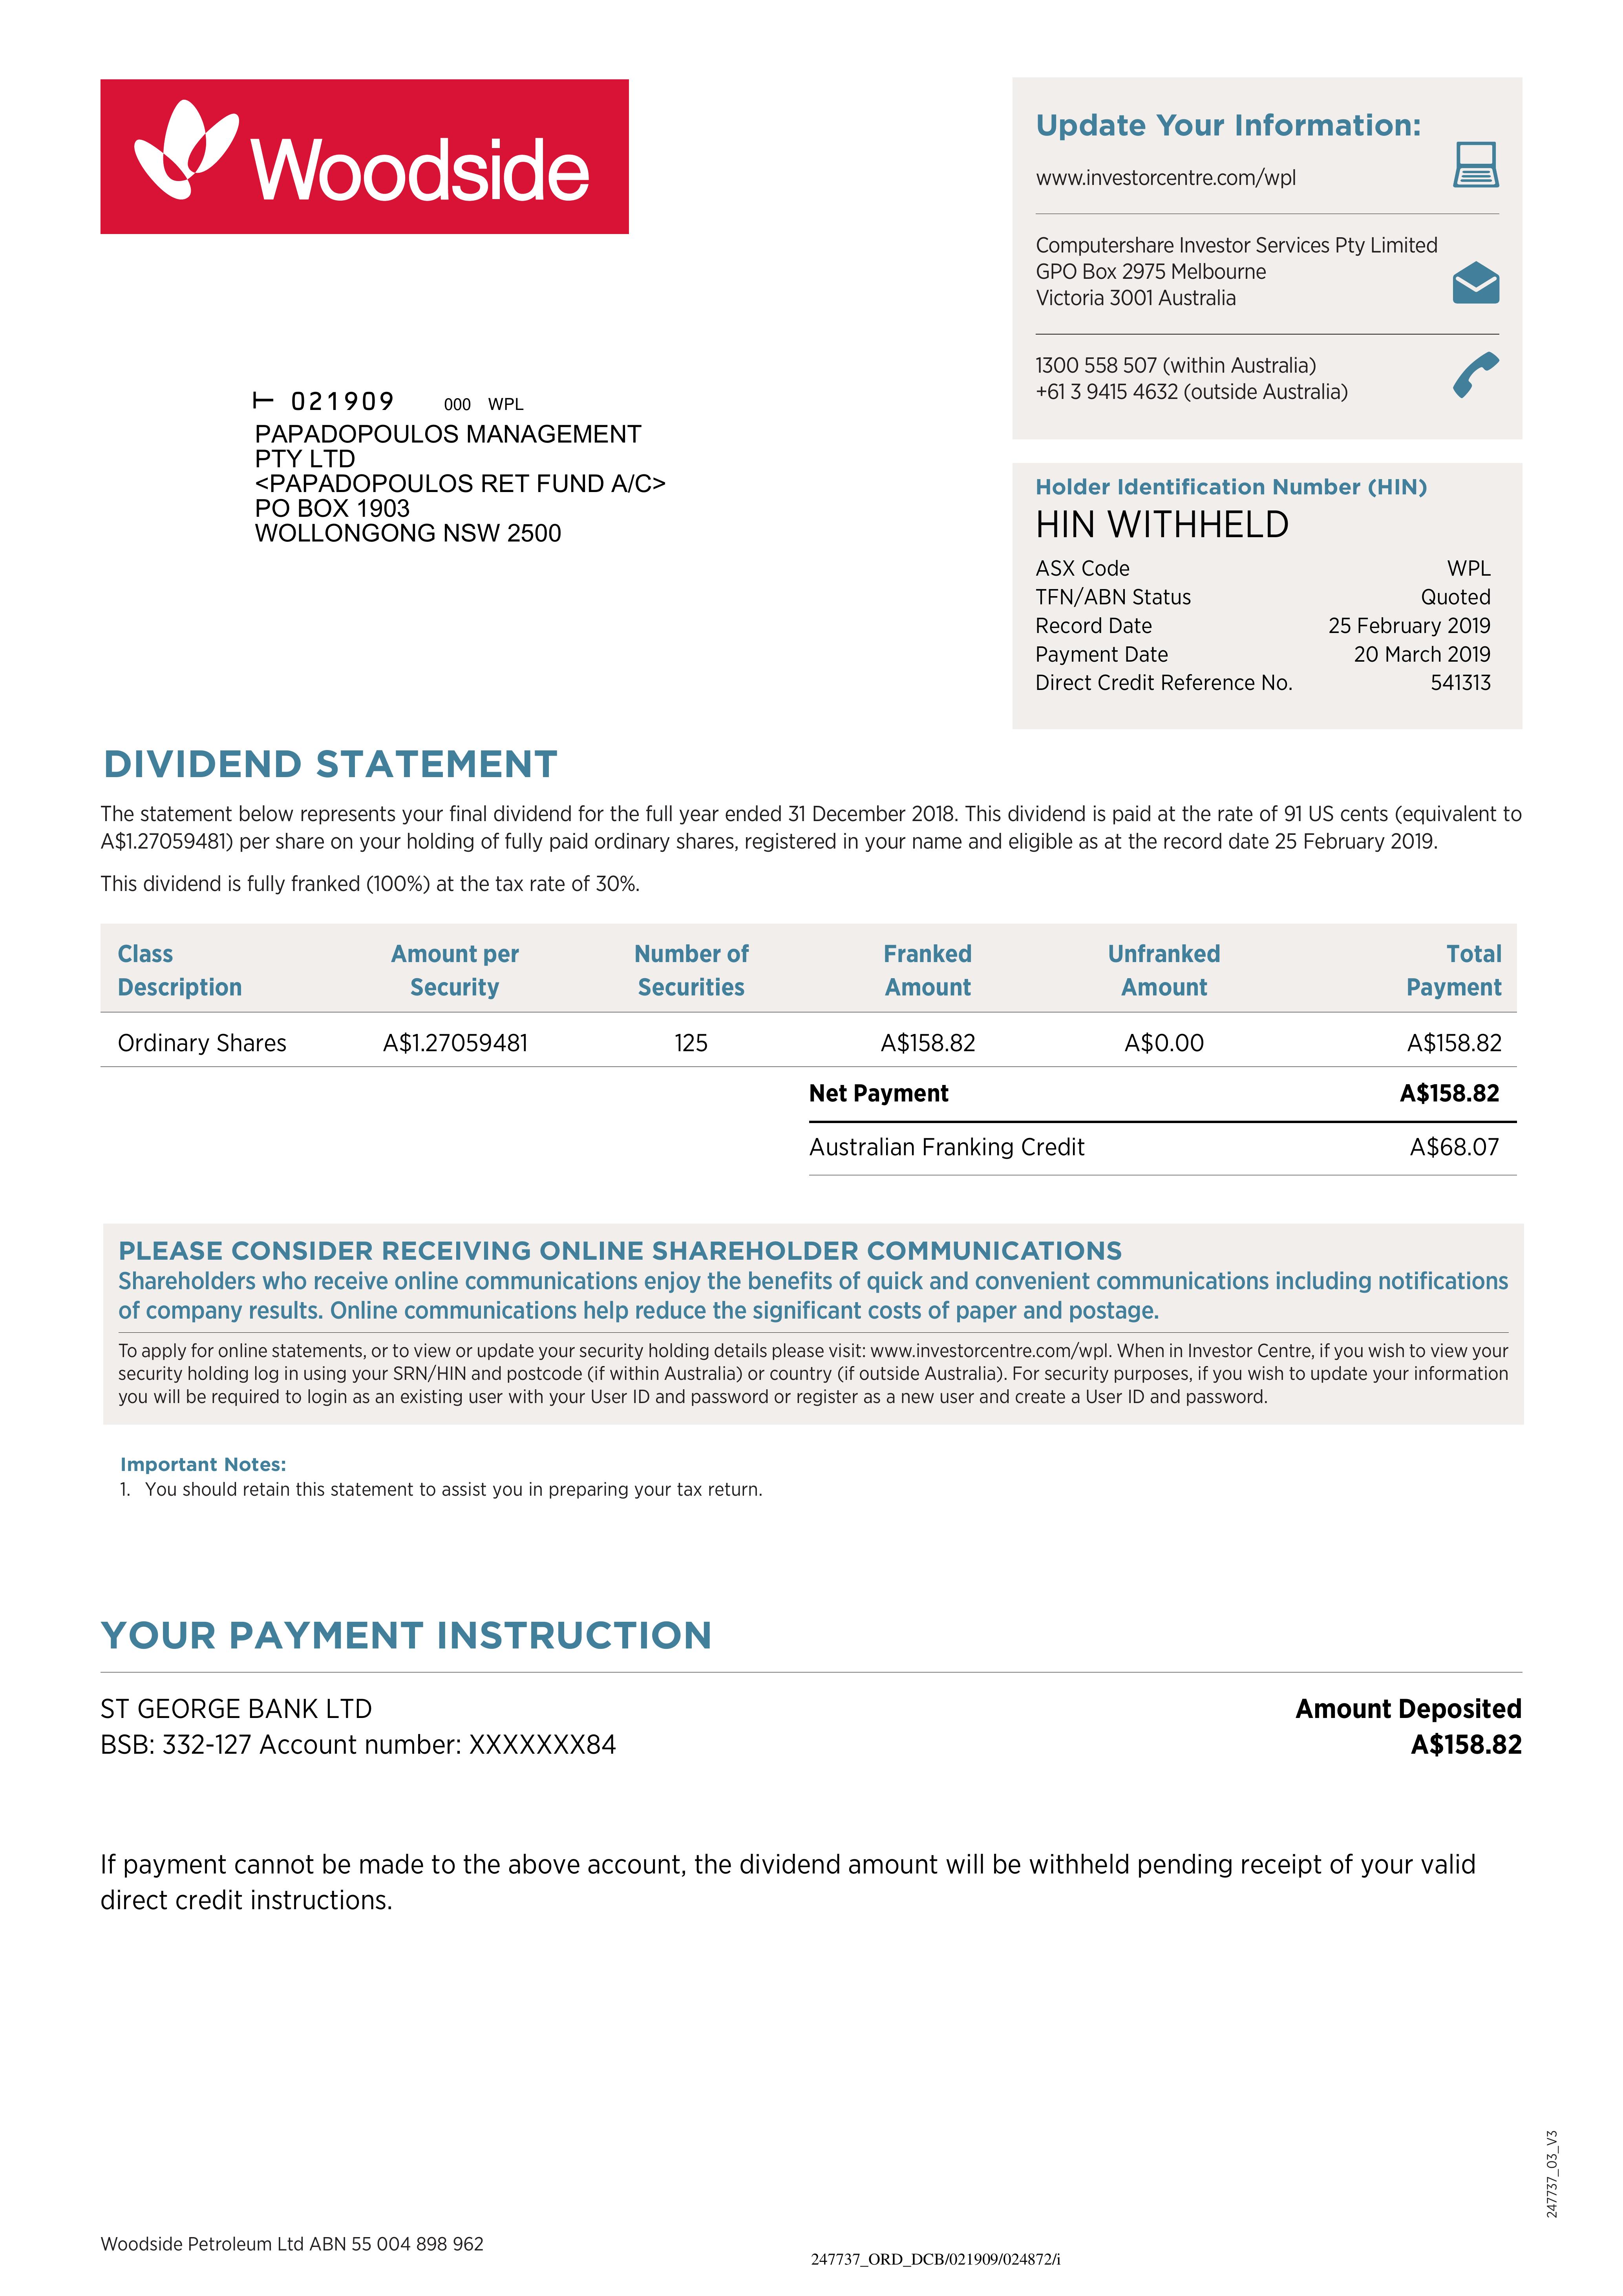 Woodside
Update Your Information:
www.investorcentre.com/wpl
Computershare Investor Services Pty Limited
GPO Box 2975 Melbourne
Victoria 3001 Australia
1300 558 507 (within Australia)
+61 3 9415 4632 (outside Australia)
021909 000 WPL
PAPADOPOULOS MANAGEMENT
PTY LTD
<PAPADOPOULOS RET FUND A/C>
PO BOX 1903
WOLLONGONG NSW 2500
Holder Identification Number (HIN)
HIN WITHHELD
ASX Code WPL
TFN/ABN Status Quoted
Record Date 25 February 2019
Payment Date 20 March 2019
Direct Credit Reference No. 541313
DIVIDEND STATEMENT
The statement below represents your final dividend for the full year ended 31 December 2018. This dividend is paid at the rate of 91 US cents (equivalent to
A$1.27059481) per share on your holding of fully paid ordinary shares, registered in your name and eligible as at the record date 25 February 2019.
This dividend is fully franked (100%) at the tax rate of 30%.
Class Amount per Number of Franked Unfranked Total
Description Security Securities Amount Amount Payment
Ordinary Shares A$1.27059481 125 A$158.82 A$0.00 A$158.82
Net Payment A$158.82
Australian Franking Credit A$68.07
PLEASE CONSIDER RECEIVING ONLINE SHAREHOLDER COMMUNICATIONS
Shareholders who receive online communications enjoy the benefits of quick and convenient communications including notifications
of company results. Online communications help reduce the significant costs of paper and postage.
To apply for online statements, or to view or update your security holding details please visit: www.investorcentre.com/wpl. When in Investor Centre, if you wish to view your
security holding log in using your SRN/HIN and postcode (if within Australia) or country (if outside Australia). For security purposes, if you wish to update your information
you will be required to login as an existing user with your User ID and password or register as a new user and create a User ID and password.
Important Notes:
1. You should retain this statement to assist you in preparing your tax return.
YOUR PAYMENT INSTRUCTION
ST GEORGE BANK LTD Amount Deposited
BSB: 332-127 Account number: XXXXXXX84 A$158.82
If payment cannot be made to the above account, the dividend amount will be withheld pending receipt of your valid
direct credit instructions.
247737_03_V3
Woodside Petroleum Ltd ABN 55 004 898 962
247737_ORD_DCB/021909/024872/i